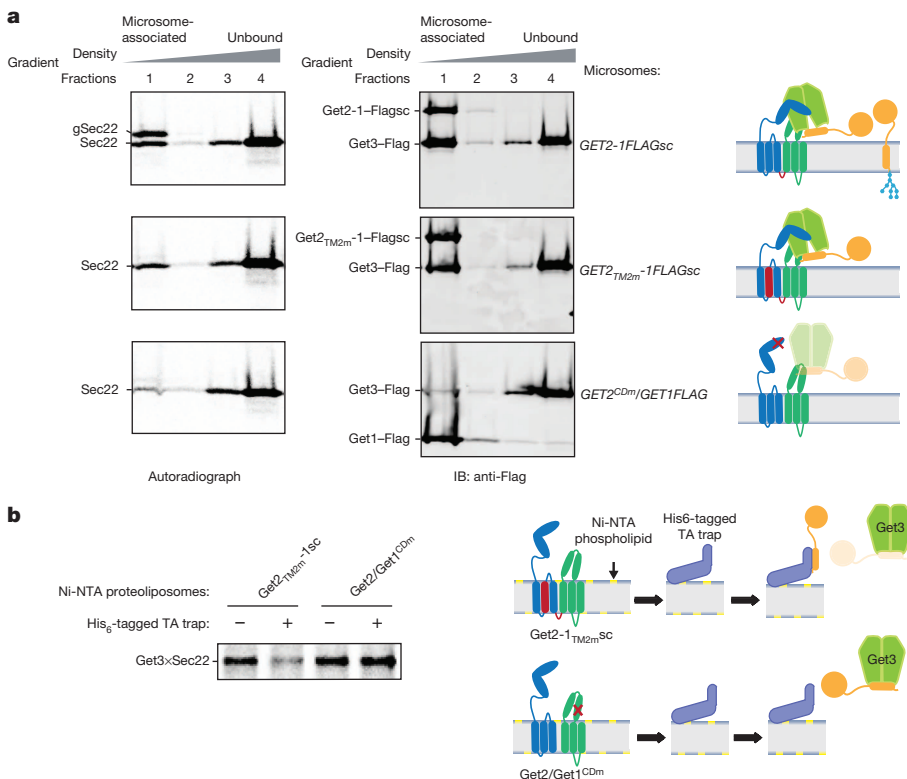 a
Microsome-associated Unbound
Gradient Density
Fractions 1 2 3 4
gSec22
Sec22
Sec22
Sec22
Autoradiograph
Microsome-associated Unbound
Gradient Density
Fractions 1 2 3 4 Microsomes:
Get2-1–Flagsc
Get3–Flag GET2-1FLAGsc
Get2TM2m-1–Flagsc
Get3–Flag GET2TM2m-1FLAGsc
Get3–Flag GET2CDm/GET1FLAG
Get1–Flag
IB: anti-Flag
b
Get2TM2m-1sc Get2/Get1CDm
Ni-NTA proteoliposomes:
His6-tagged TA trap: – + – +
Get3×Sec22
Ni-NTA phospholipid
His6-tagged TA trap
Get3
Get2-1TM2msc
Get3
Get2/Get1CDm